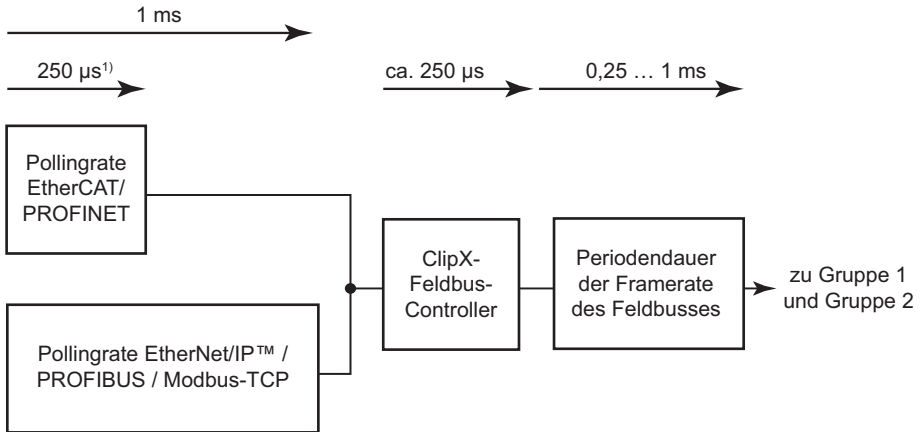 1 ms
250 µs1)
ca. 250 µs
0,25 … 1 ms
Pollingrate
EtherCAT/
PROFINET
ClipX-
Feldbus-
Controller
Periodendauer
der Framerate
des Feldbusses
zu Gruppe 1
und Gruppe 2
Pollingrate EtherNet/IP™ /
PROFIBUS / Modbus-TCP